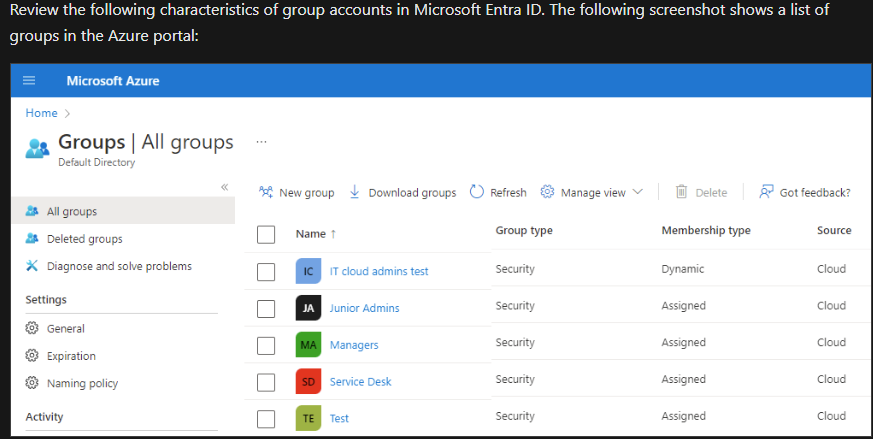 Review the following characteristics of group accounts in Microsoft Entra ID. The following screenshot shows a list of
groups in the Azure portal:
Microsoft Azure
Home >
Groups | All groups ...
Default Directory
«
All groups
Deleted groups
Diagnose and solve problems
Settings
General
Expiration
Naming policy
Activity
New group Download groups Refresh Manage view Delete Got feedback?
Name ↑ Group type Membership type Source
IC IT cloud admins test Security Dynamic Cloud
JA Junior Admins Security Assigned Cloud
MA Managers Security Assigned Cloud
SD Service Desk Security Assigned Cloud
TE Test Security Assigned Cloud